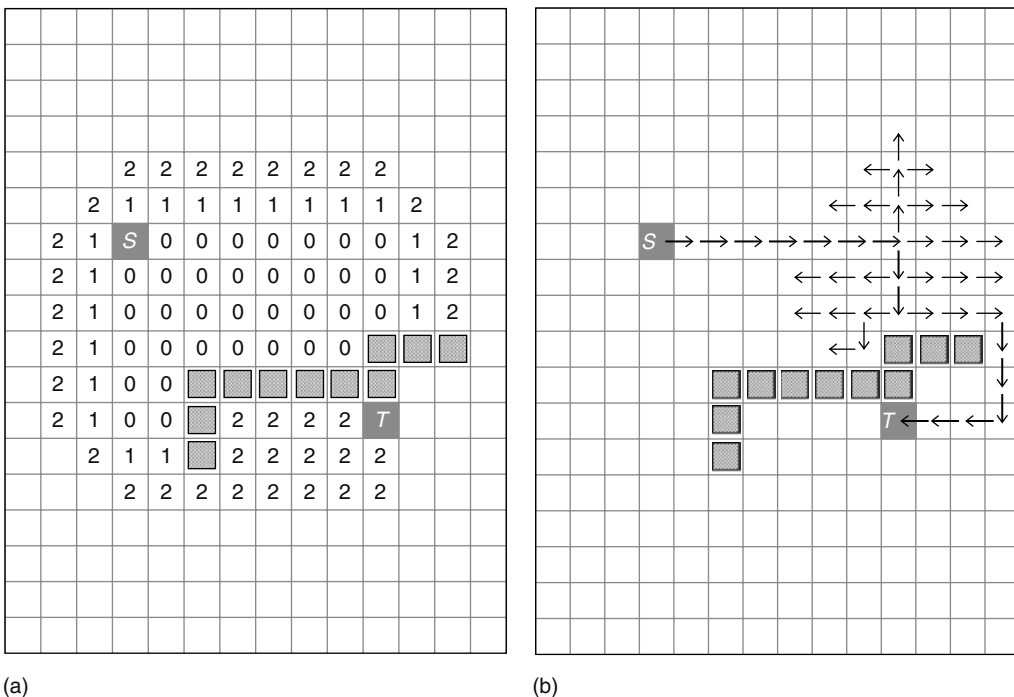 2 2 2 2 2 2 2 2
2 1 1 1 1 1 1 1 1 2
2 1 S 0 0 0 0 0 0 0 1 2
2 1 0 0 0 0 0 0 0 0 1 2
2 1 0 0 0 0 0 0 0 0 1 2
2 1 0 0 0 0 0 0 0
2 1 0 0
2 1 0 0 2 2 2 2 T
2 1 1 2 2 2 2 2
2 2 2 2 2 2 2 2
(a)
S
T
(b)